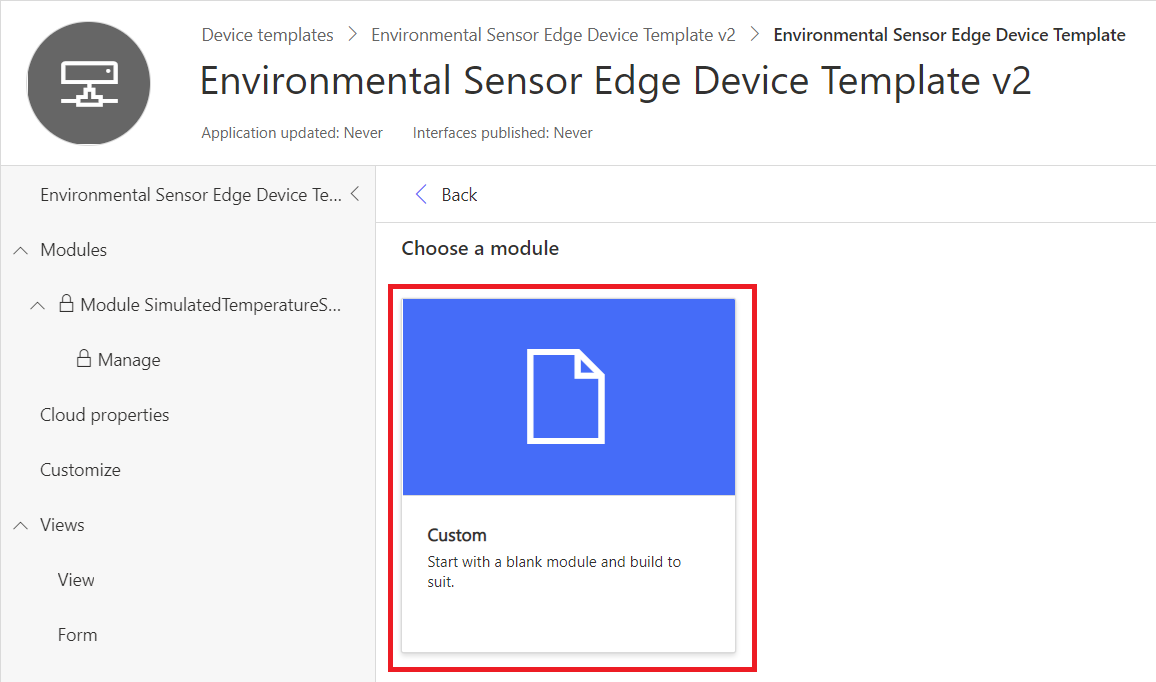 Device templates > Environmental Sensor Edge Device Template v2 > Environmental Sensor Edge Device Template
Environmental Sensor Edge Device Template v2
Application updated: Never Interfaces published: Never
Environmental Sensor Edge Device Te...
Modules
Module SimulatedTemperatureS...
Manage
Cloud properties
Customize
Views
View
Form
Back
Choose a module
Custom
Start with a blank module and build to
suit.